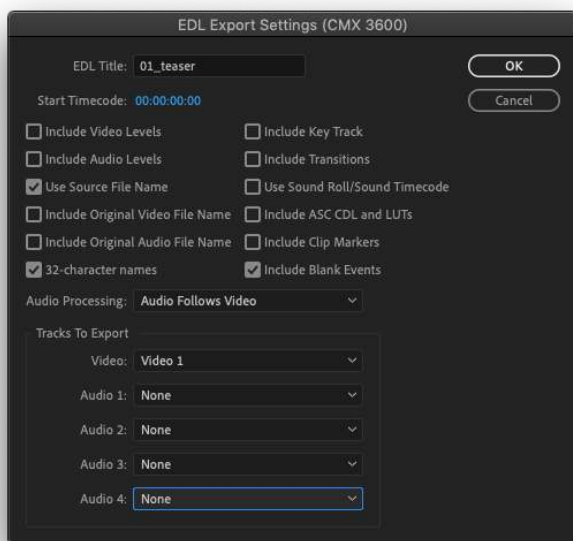 EDL Export Settings (CMX 3600)
EDL Title: 01_teaser
OK
Start Timecode: 00:00:00:00
Cancel
Include Video Levels
Include Key Track
Include Audio Levels
Include Transitions
Use Source File Name
Use Sound Roll/Sound Timecode
Include Original Video File Name
Include ASC CDL and LUTs
Include Original Audio File Name
Include Clip Markers
32-character names
Include Blank Events
Audio Processing: Audio Follows Video
Tracks To Export
Video: Video 1
Audio 1: None
Audio 2: None
Audio 3: None
Audio 4: None